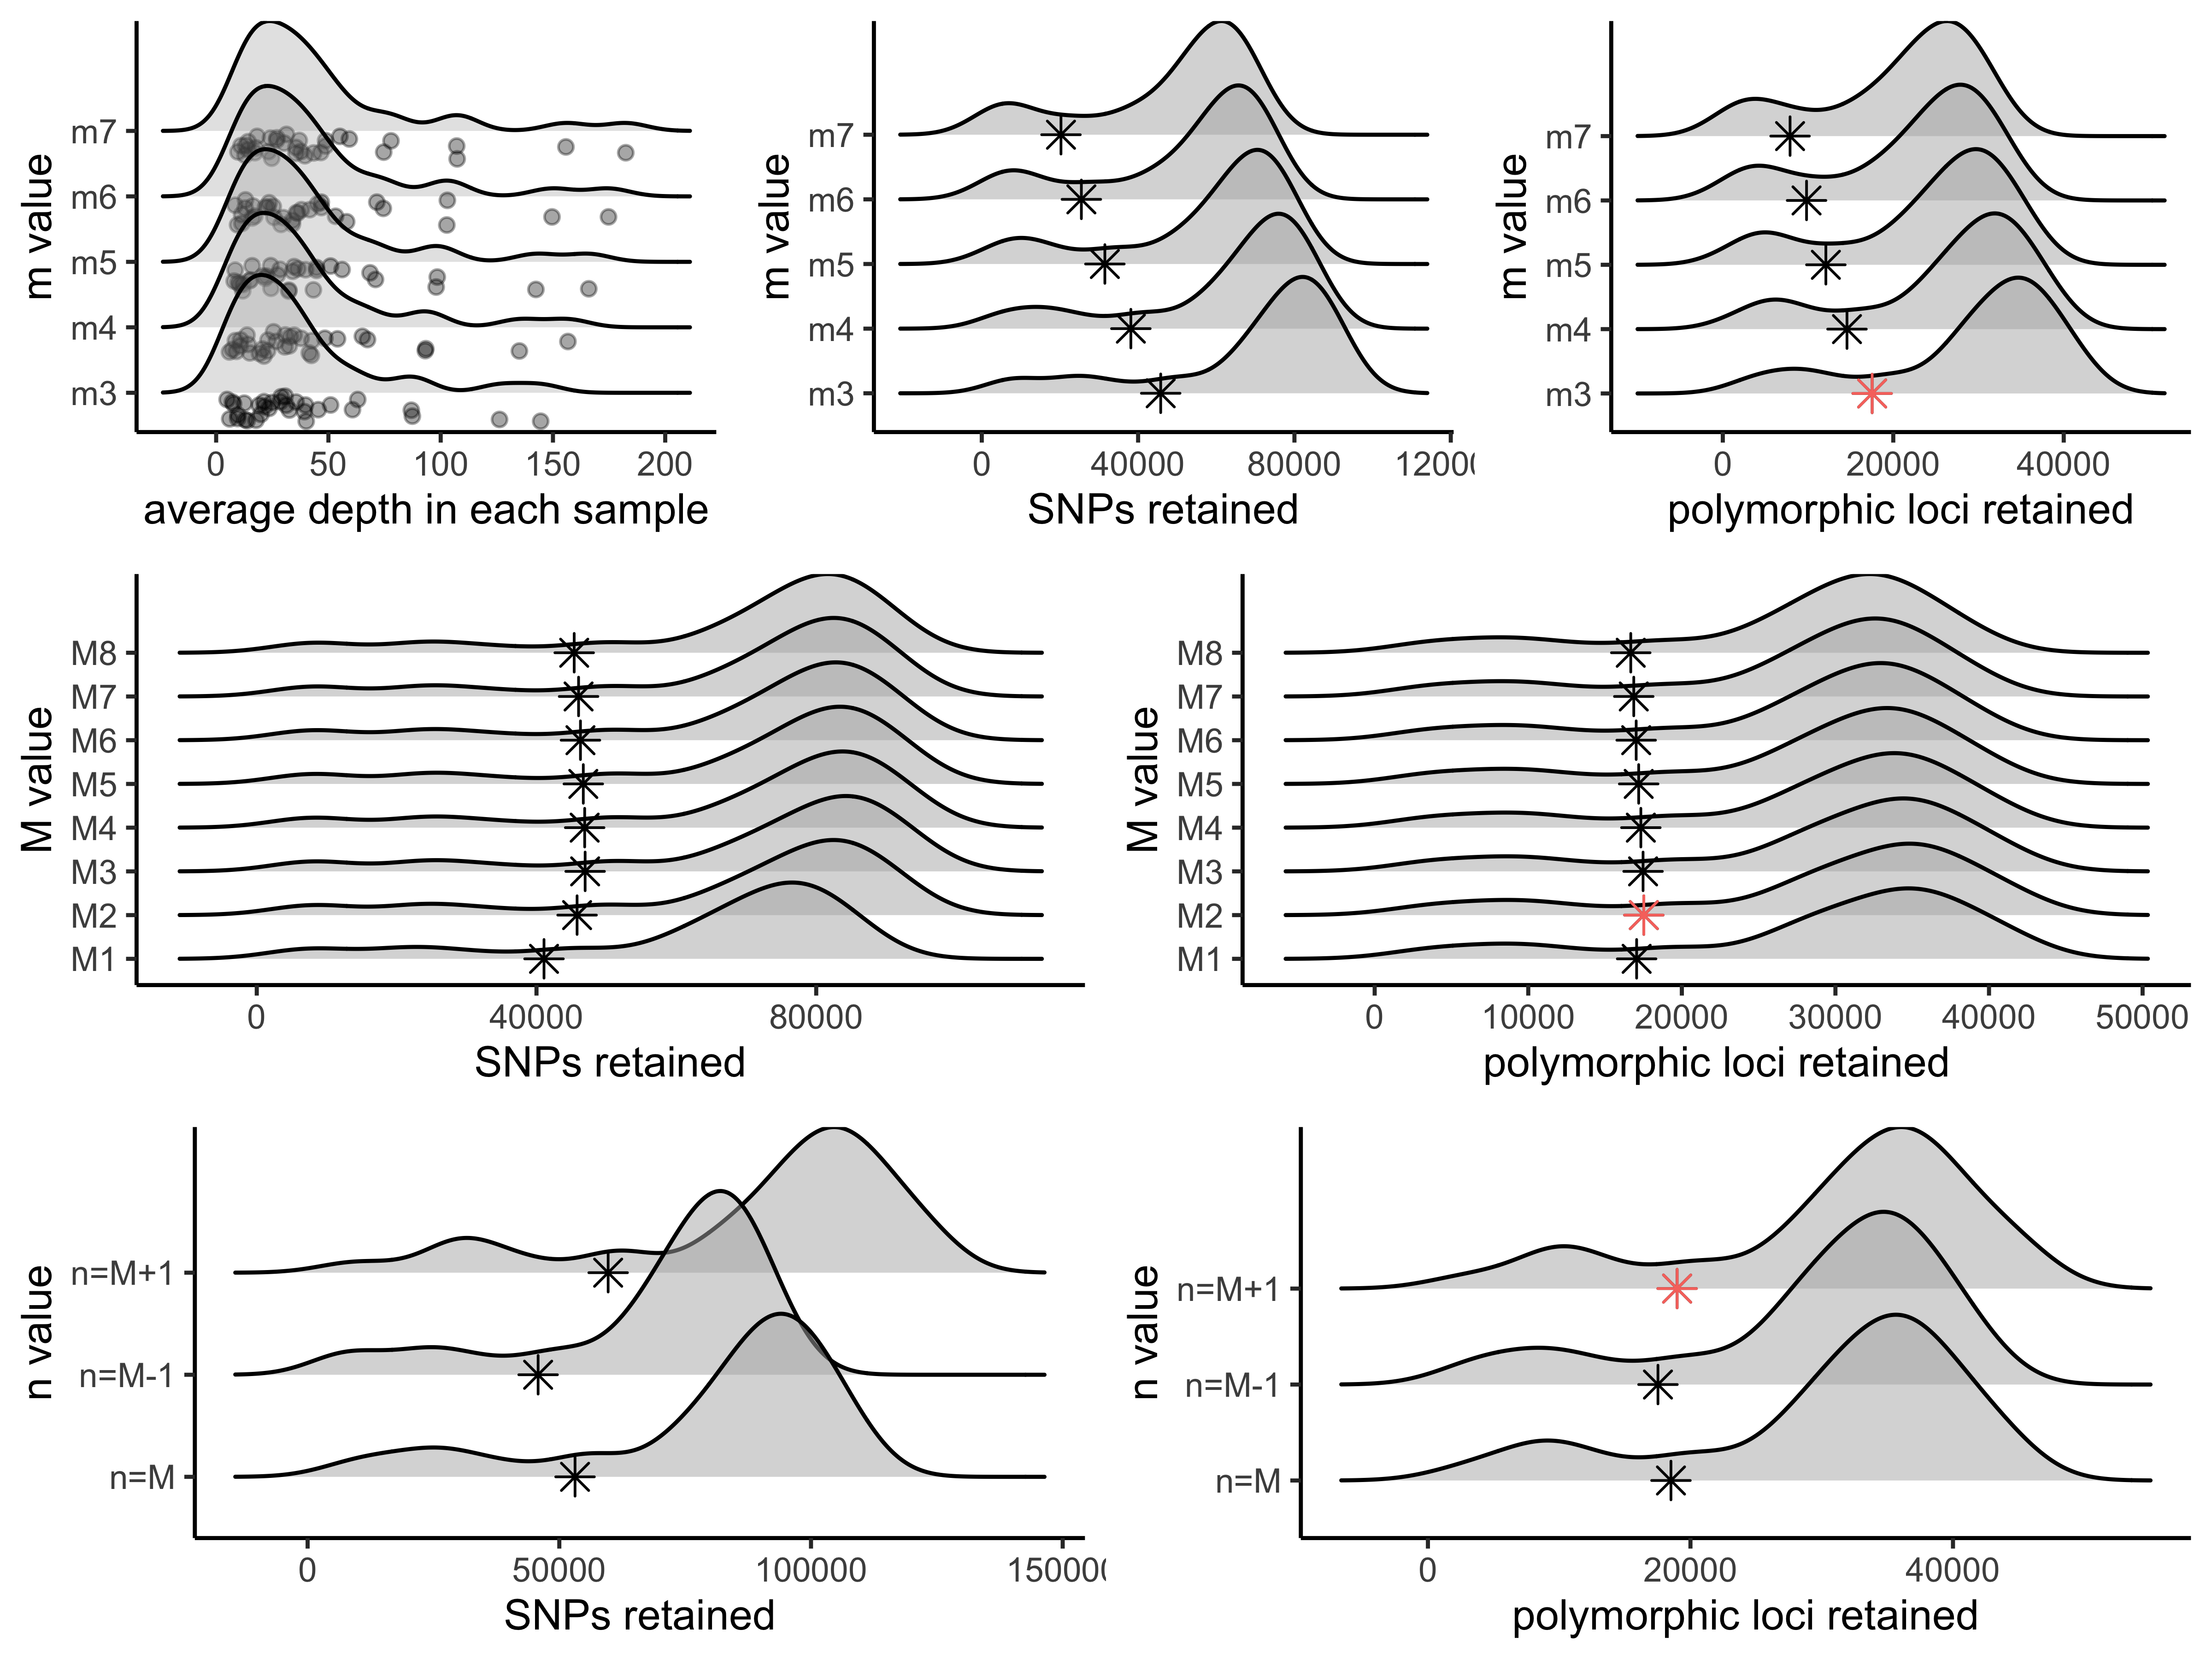 m value
m7
m6
m5
m4
m3
0 50 100 150 200
average depth in each sample
m value
m7
m6
m5
m4
m3
0 40000 80000 12000
SNPs retained
m value
m7
m6
m5
m4
m3
0 20000 40000
polymorphic loci retained
M value
M8
M7
M6
M5
M4
M3
M2
M1
0 40000 80000
SNPs retained
M value
M8
M7
M6
M5
M4
M3
M2
M1
0 10000 20000 30000 40000 50000
polymorphic loci retained
n value
n=M+1
n=M-1
n=M
0 50000 100000 15000
SNPs retained
n value
n=M+1
n=M-1
n=M
0 20000 40000
polymorphic loci retained